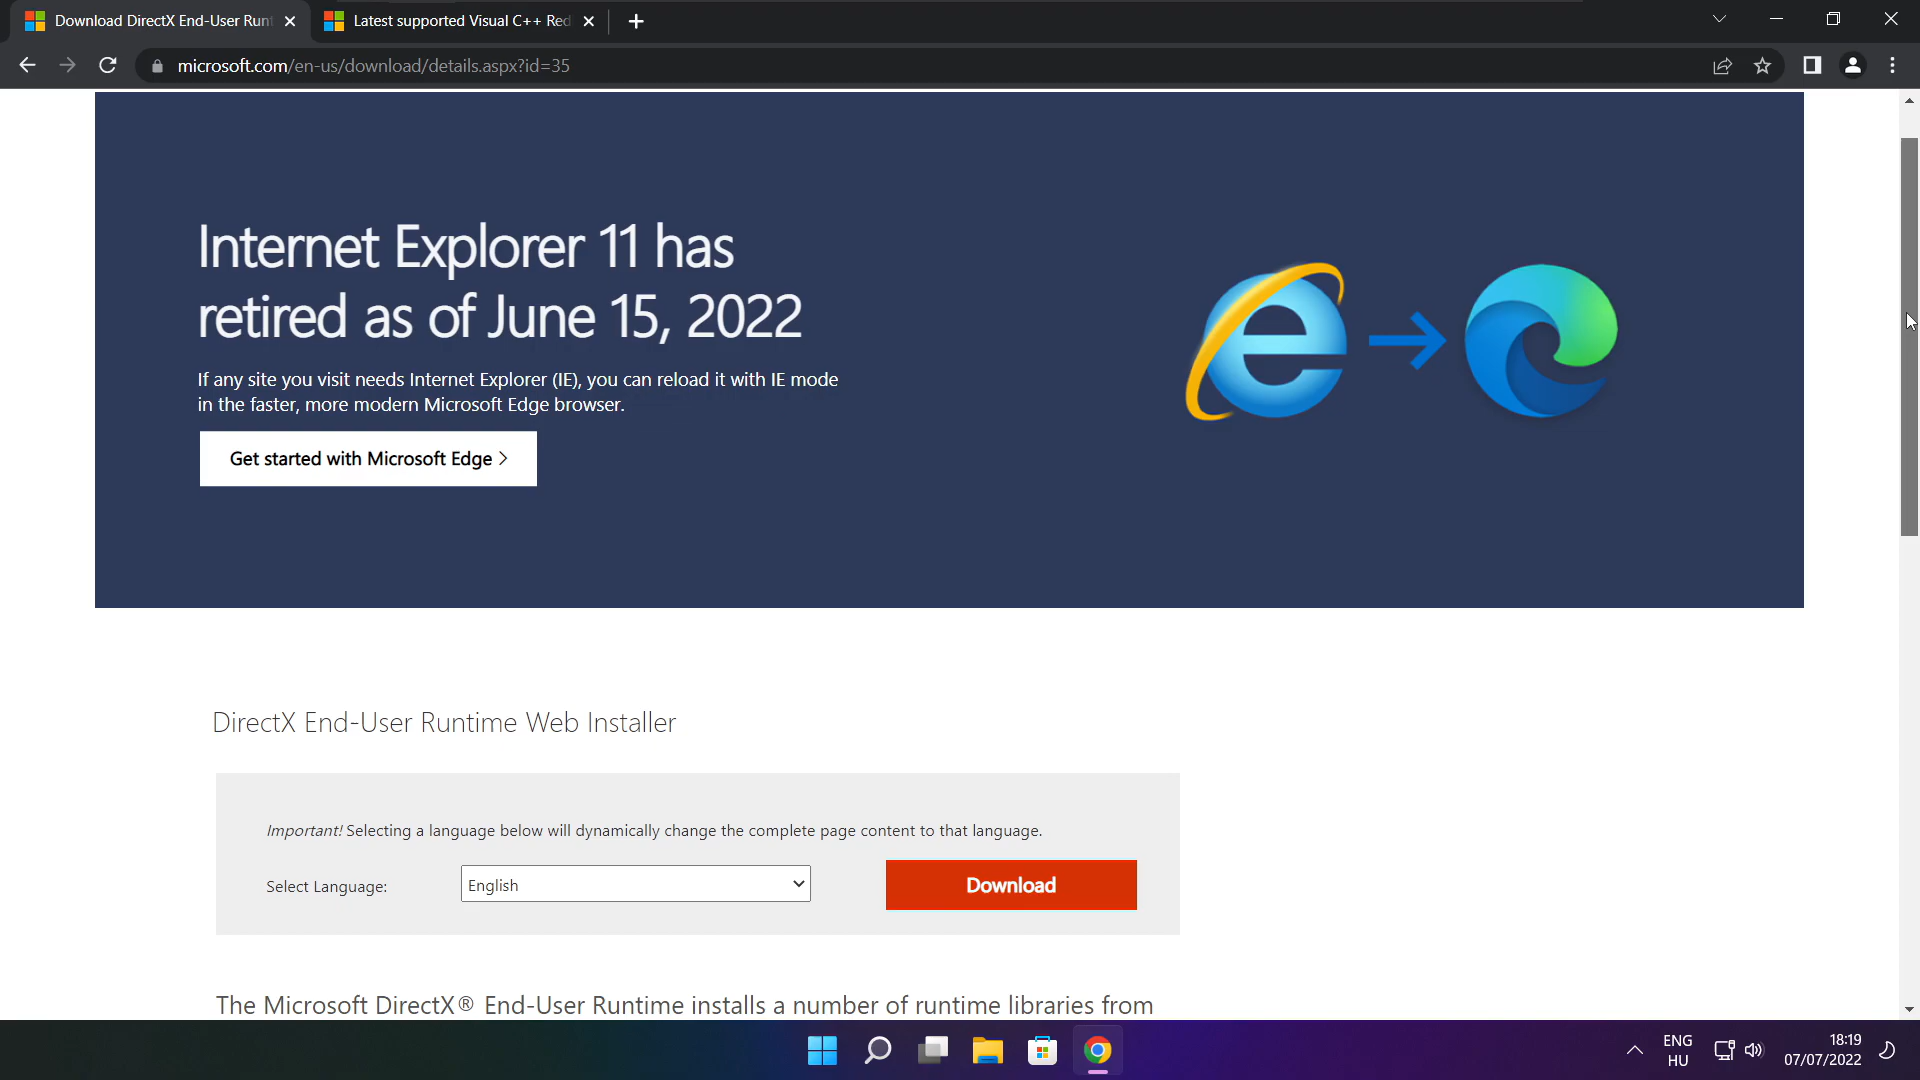 Download DirectX End-User Runt
Latest supported Visual C++ Red
microsoft.com/en-us/download/details.aspx?id=35
Internet Explorer 11 has
retired as of June 15, 2022
If any site you visit needs Internet Explorer (IE), you can reload it with IE mode
in the faster, more modern Microsoft Edge browser.
Get started with Microsoft Edge >
DirectX End-User Runtime Web Installer
Important! Selecting a language below will dynamically change the complete page content to that language.
Select Language:
English
Download
The Microsoft DirectX® End-User Runtime installs a number of runtime libraries from
ENG
HU
18:19
07/07/2022